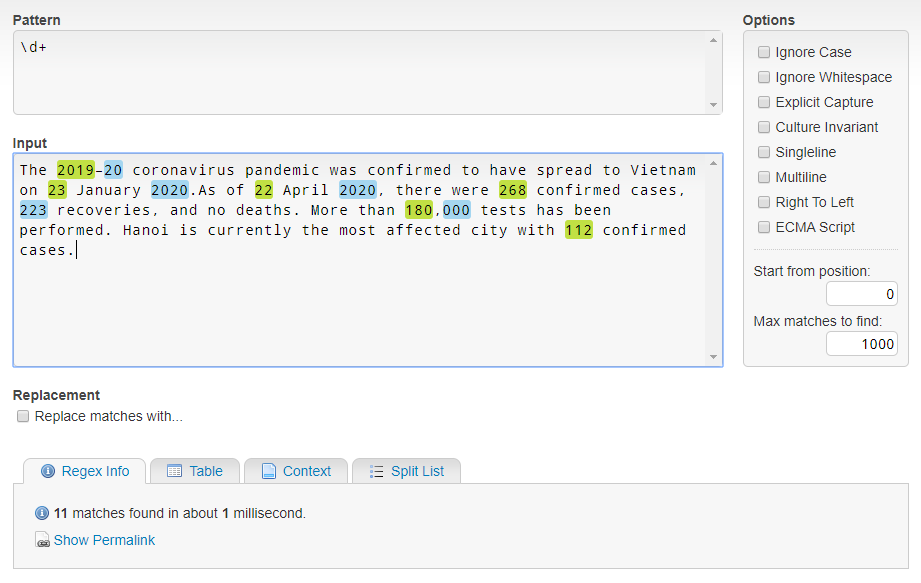 Pattern
\d+
Options
Ignore Case
Ignore Whitespace
Explicit Capture
Culture Invariant
Singleline
Multiline
Right To Left
ECMA Script
Start from position:
0
Max matches to find:
1000
Input
The 2019–20 coronavirus pandemic was confirmed to have spread to Vietnam
on 23 January 2020.As of 22 April 2020, there were 268 confirmed cases,
223 recoveries, and no deaths. More than 180,000 tests has been
performed. Hanoi is currently the most affected city with 112 confirmed
cases.
Replacement
Replace matches with...
Regex Info
Table
Context
Split List
11 matches found in about 1 millisecond.
Show Permalink